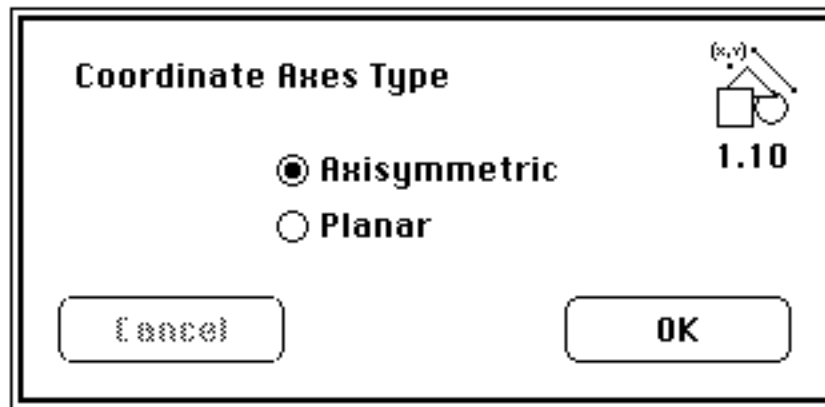 Coordinate Axes Type
(x,y)
1.10
Axisymmetric
Planar
Cancel
OK